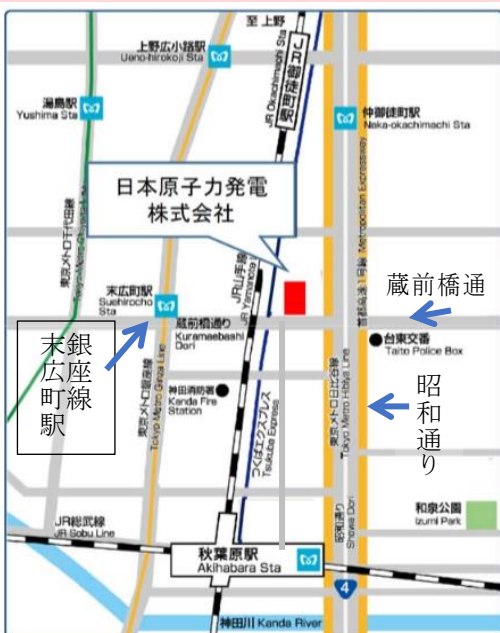 至 上野
上野広小路駅
Ueno-hirokoji Sta
JR御徒町駅
JR Okachimachi Sta
湯島駅
Yushima Sta
仲御徒町駅
Naka-okachimachi Sta
日本原子力発電
株式会社
東京メトロ千代田線
Tokyo Metro Chiyoda Line
首都高速1号線 Metropolitan Expressway
JR山手線
JR Yamanote
末広町駅
Suehirocho
Sta
蔵前橋通り
Kuramaebashi
Dori
蔵前橋通
台東交番
Taito Police Box
銀座線
末広町駅
東京メトロ銀座線
Tokyo Metro Ginza Line
神田消防署
Kanda Fire
Station
つくばエクスプレス
Tsukuba Express
東京メトロ日比谷線
Tokyo Metro Hibiya Line
昭和通り
昭和通り
Showa Dori
和泉公園
Izumi Park
JR総武線
JR Sobu Line
秋葉原駅
Akihabara Sta
4
神田川 Kanda River